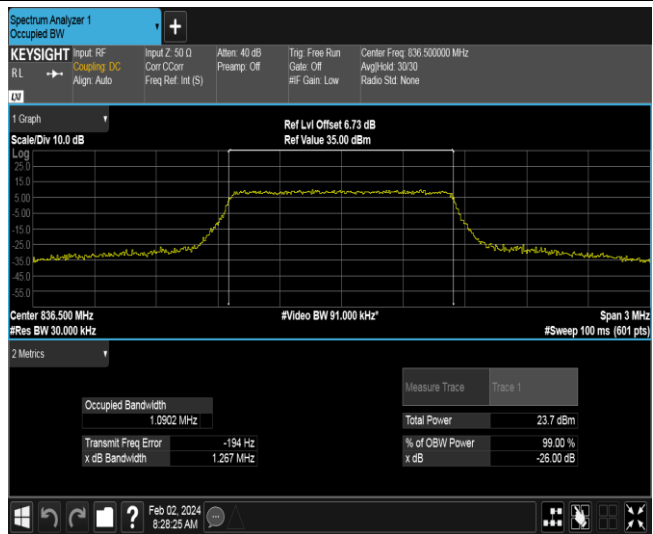 Spectrum Analyzer 1
Occupied BW
+
KEYSIGHT
RL
LXI
Input: RF
Coupling: DC
Align: Auto
Input Z: 50 Ω
Corr CCorr
Freq Ref: Int (S)
Atten: 40 dB
Preamp: Off
Trig: Free Run
Gate: Off
#IF Gain: Low
Center Freq: 836.500000 MHz
Avg|Hold: 30/30
Radio Std: None
1 Graph
Scale/Div 10.0 dB
Ref Lvl Offset 6.73 dB
Ref Value 35.00 dBm
Log
25.0
15.0
5.00
-5.00
-15.0
-25.0
-35.0
-45.0
-55.0
Center 836.500 MHz
#Video BW 91.000 kHz*
Span 3 MHz
#Res BW 30.000 kHz
#Sweep 100 ms (601 pts)
2 Metrics
Measure Trace Trace 1
Occupied Bandwidth
1.0902 MHz
Total Power 23.7 dBm
Transmit Freq Error -194 Hz
% of OBW Power 99.00 %
x dB Bandwidth 1.267 MHz
x dB -26.00 dB
?
Feb 02, 2024
8:28:25 AM